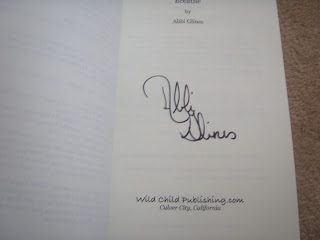 Breathe
by
Abbi Glines
Abbi
Glines
Wild Child Publishing.com
Culver City, California